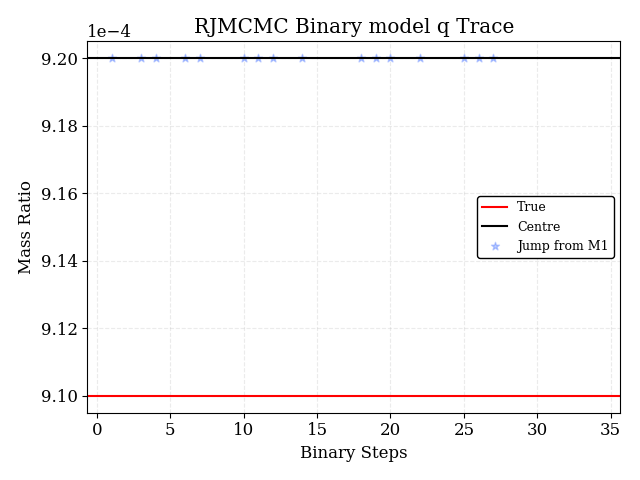 RJMCMC Binary model q Trace
1e−4
9.20
9.18
9.16
9.14
9.12
9.10
Mass Ratio
True
Centre
Jump from M1
0 5 10 15 20 25 30 35
Binary Steps